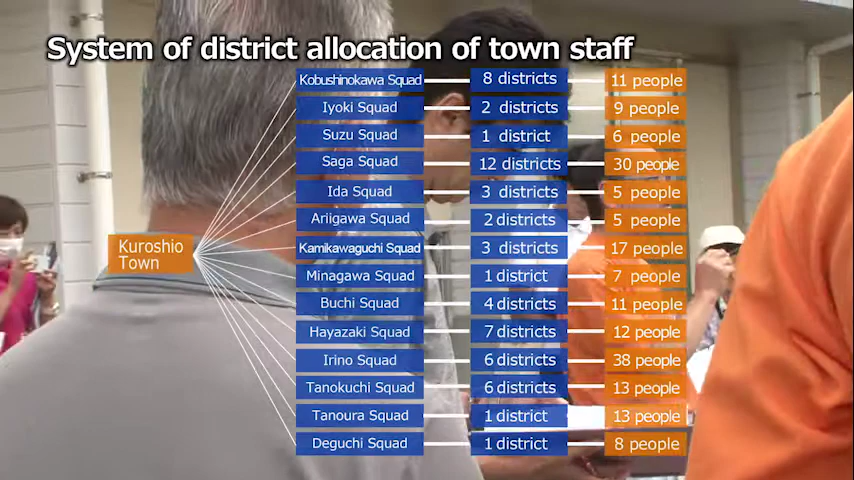 System of district allocation of town staff
Kobushinokawa Squad 8 districts 11 people
Iyoki Squad 2 districts 9 people
Suzu Squad 1 district 6 people
Saga Squad 12 districts 30 people
Ida Squad 3 districts 5 people
Ariigawa Squad 2 districts 5 people
Kuroshio
Town
Kamikawaguchi Squad 3 districts 17 people
Minagawa Squad 1 district 7 people
Buchi Squad 4 districts 11 people
Hayazaki Squad 7 districts 12 people
Irino Squad 6 districts 38 people
Tanokuchi Squad 6 districts 13 people
Tanoura Squad 1 district 13 people
Deguchi Squad 1 district 8 people